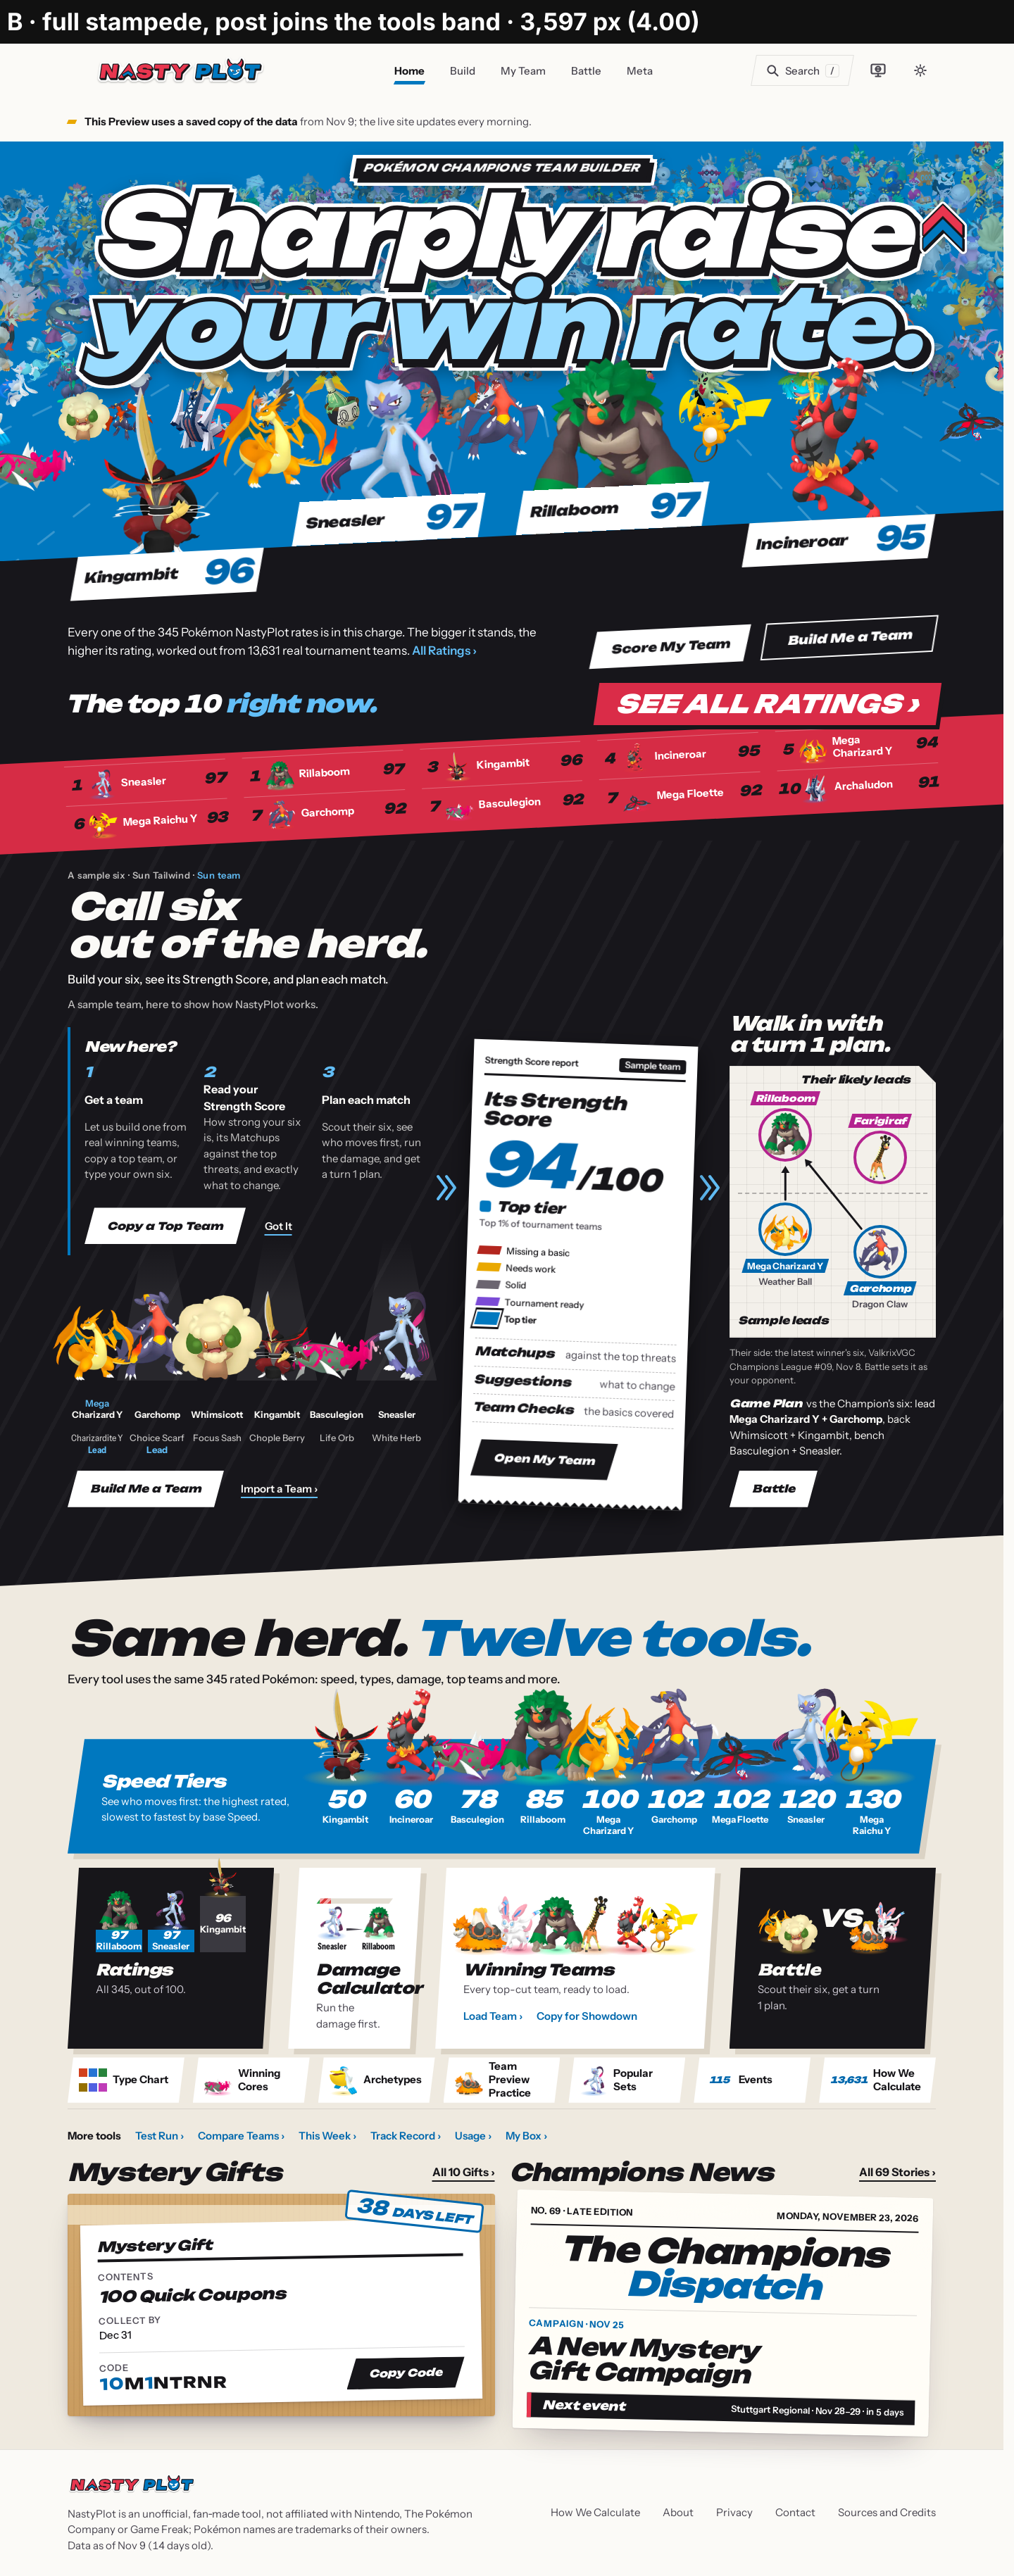 B · full stampede, post joins the tools band · 3,597 px (4.00)
NASTY PLOT
Home Build My Team Battle Meta
Search /
This Preview uses a saved copy of the data from Nov 9; the live site updates every morning.
POKÉMON CHAMPIONS TEAM BUILDER
Sharply raise
your win rate.
Kingambit 96
Sneasler 97
Rillaboom 97
Incineroar 95
Every one of the 345 Pokémon NastyPlot rates is in this charge. The bigger it stands, the
higher its rating, worked out from 13,631 real tournament teams. All Ratings ›
Score My Team
Build Me a Team
The top 10 right now.
SEE ALL RATINGS ›
1 Sneasler 97
1 Rillaboom 97
3 Kingambit 96
4 Incineroar 95
5 Mega Charizard Y 94
6 Mega Raichu Y 93
7 Garchomp 92
7 Basculegion 92
7 Mega Floette 92
10 Archaludon 91
A sample six · Sun Tailwind · Sun team
Call six
out of the herd.
Build your six, see its Strength Score, and plan each match.
A sample team, here to show how NastyPlot works.
New here?
1
Get a team
Let us build one from
real winning teams,
copy a top team, or
type your own six.
2
Read your
Strength Score
How strong your six
is, its Matchups
against the top
threats, and exactly
what to change.
3
Plan each match
Scout their six, see
who moves first, run
the damage, and get
a turn 1 plan.
Copy a Top Team
Got It
Mega
Charizard Y
Garchomp
Whimsicott
Kingambit
Basculegion
Sneasler
Charizardite Y
Lead
Choice Scarf
Lead
Focus Sash
Chople Berry
Life Orb
White Herb
Build Me a Team
Import a Team ›
Strength Score report
Sample team
Its Strength
Score
94/100
Top tier
Top 1% of tournament teams
Missing a basic
Needs work
Solid
Tournament ready
Top tier
Matchups against the top threats
Suggestions what to change
Team Checks the basics covered
Open My Team
Walk in with
a turn 1 plan.
Their likely leads
Rillaboom
Farigiraf
Mega Charizard Y
Weather Ball
Garchomp
Dragon Claw
Sample leads
Their side: the latest winner's six, ValkrixVGC
Champions League #09, Nov 8. Battle sets it as
your opponent.
Game Plan vs the Champion's six: lead
Mega Charizard Y + Garchomp, back
Whimsicott + Kingambit, bench
Basculegion + Sneasler.
Battle
Same herd. Twelve tools.
Every tool uses the same 345 rated Pokémon: speed, types, damage, top teams and more.
Speed Tiers
See who moves first: the highest rated,
slowest to fastest by base Speed.
50 60 78 85 100 102 102 120 130
Kingambit Incineroar Basculegion Rillaboom Mega Charizard Y Garchomp Mega Floette Sneasler Mega Raichu Y
97
Rillaboom
97
Sneasler
96
Kingambit
Ratings
All 345, out of 100.
Sneasler Rillaboom
Damage
Calculator
Run the
damage first.
Winning Teams
Every top-cut team, ready to load.
Load Team › Copy for Showdown
VS
Battle
Scout their six, get a turn
1 plan.
Type Chart
Winning
Cores
Archetypes
Team
Preview
Practice
Popular
Sets
115 Events
13,631 How We
Calculate
More tools Test Run › Compare Teams › This Week › Track Record › Usage › My Box ›
Mystery Gifts
All 10 Gifts ›
38 DAYS LEFT
Mystery Gift
CONTENTS
100 Quick Coupons
COLLECT BY
Dec 31
CODE
10M1NTRNR
Copy Code
Champions News
All 69 Stories ›
NO. 69 · LATE EDITION
MONDAY, NOVEMBER 23, 2026
The Champions
Dispatch
CAMPAIGN · NOV 25
A New Mystery
Gift Campaign
Next event
Stuttgart Regional · Nov 28–29 · in 5 days
NASTY PLOT
NastyPlot is an unofficial, fan-made tool, not affiliated with Nintendo, The Pokémon
Company or Game Freak; Pokémon names are trademarks of their owners.
Data as of Nov 9 (14 days old).
How We Calculate About Privacy Contact Sources and Credits